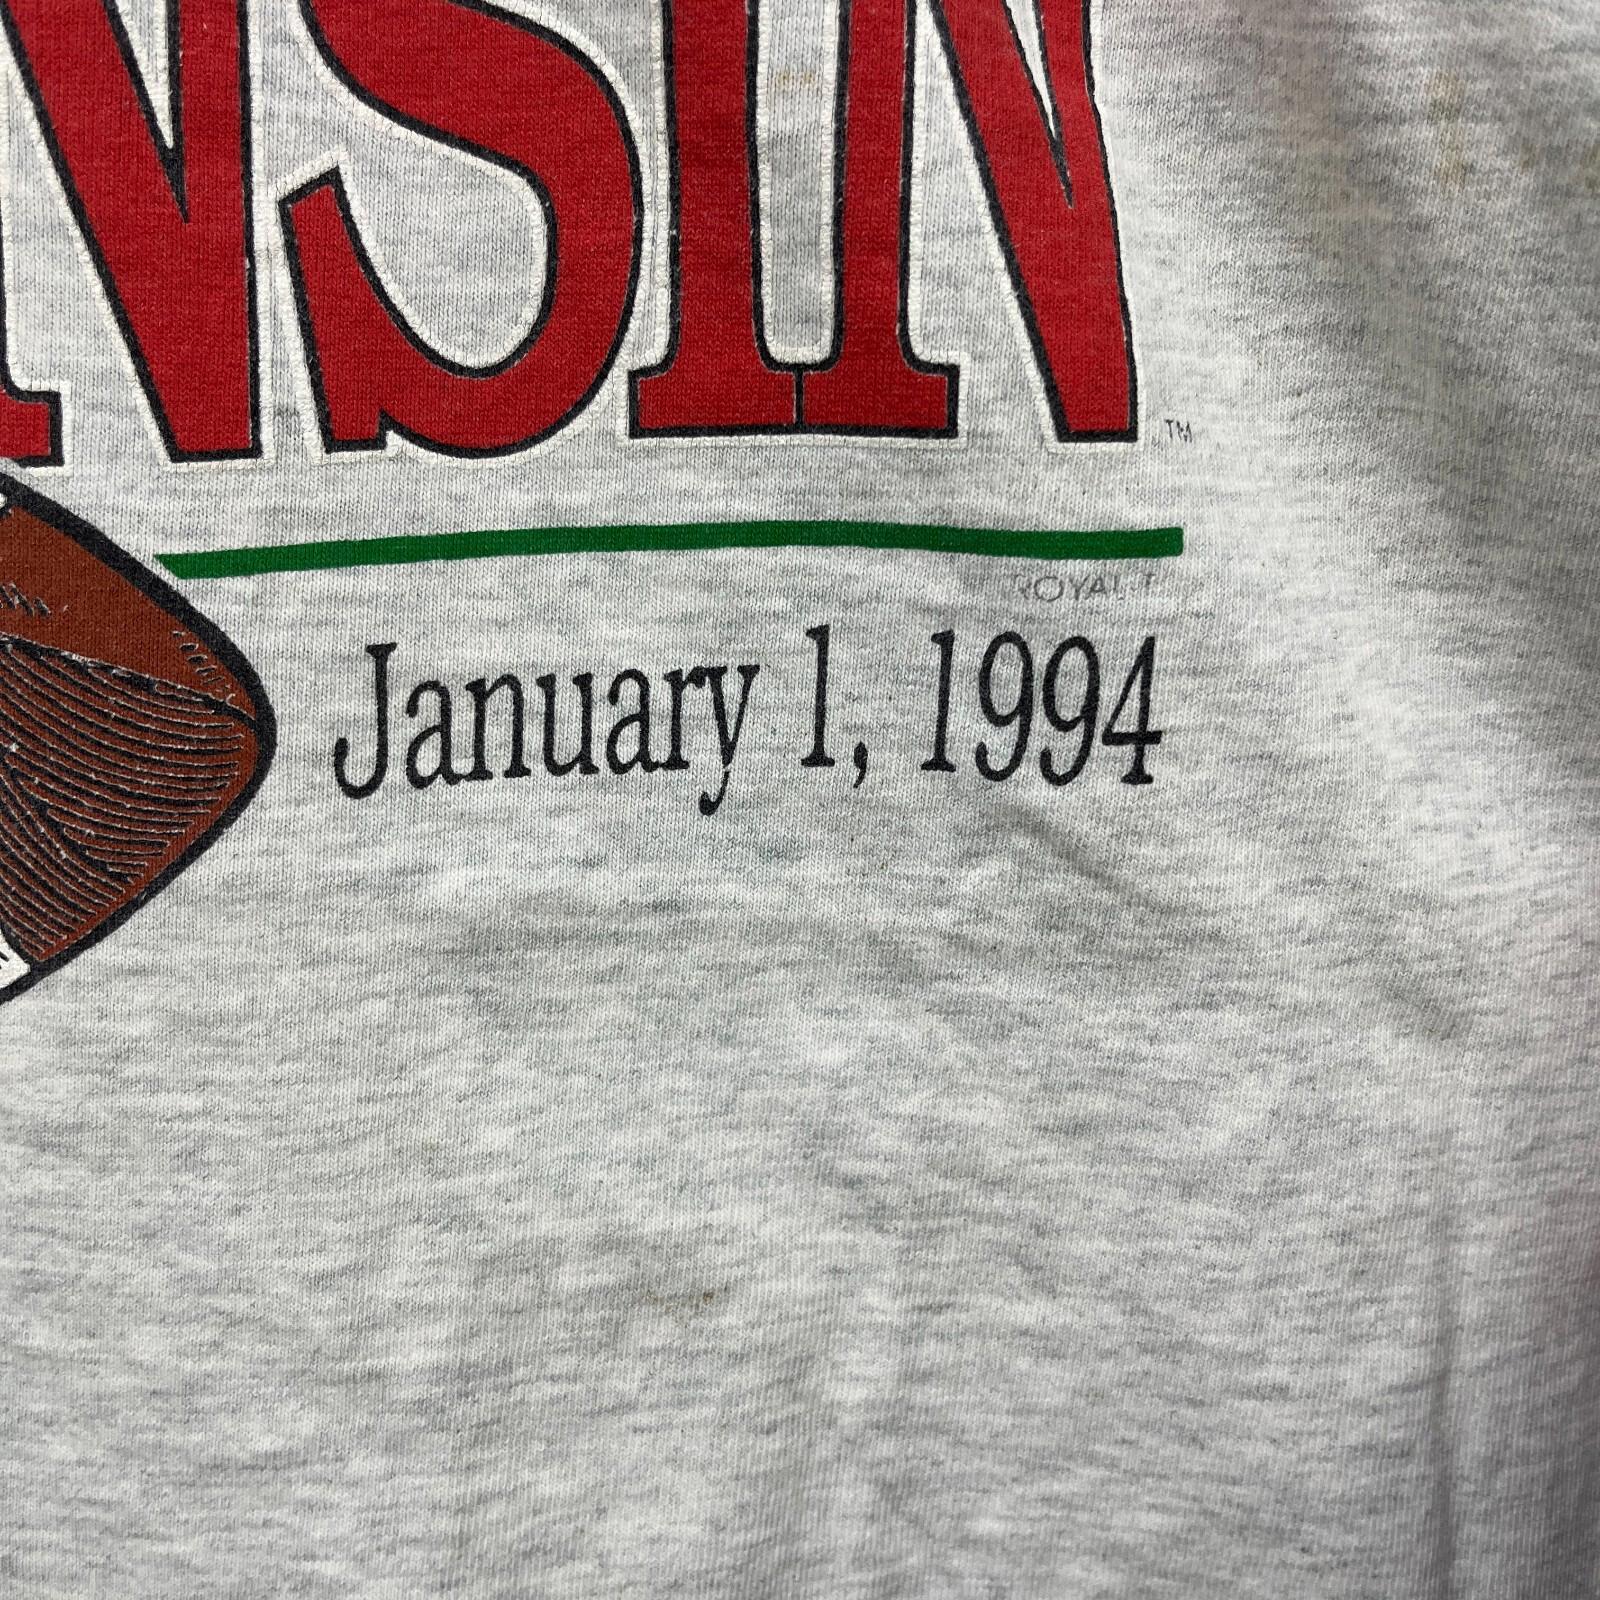 NSIN
TM
ROYAL-T
January 1, 1994